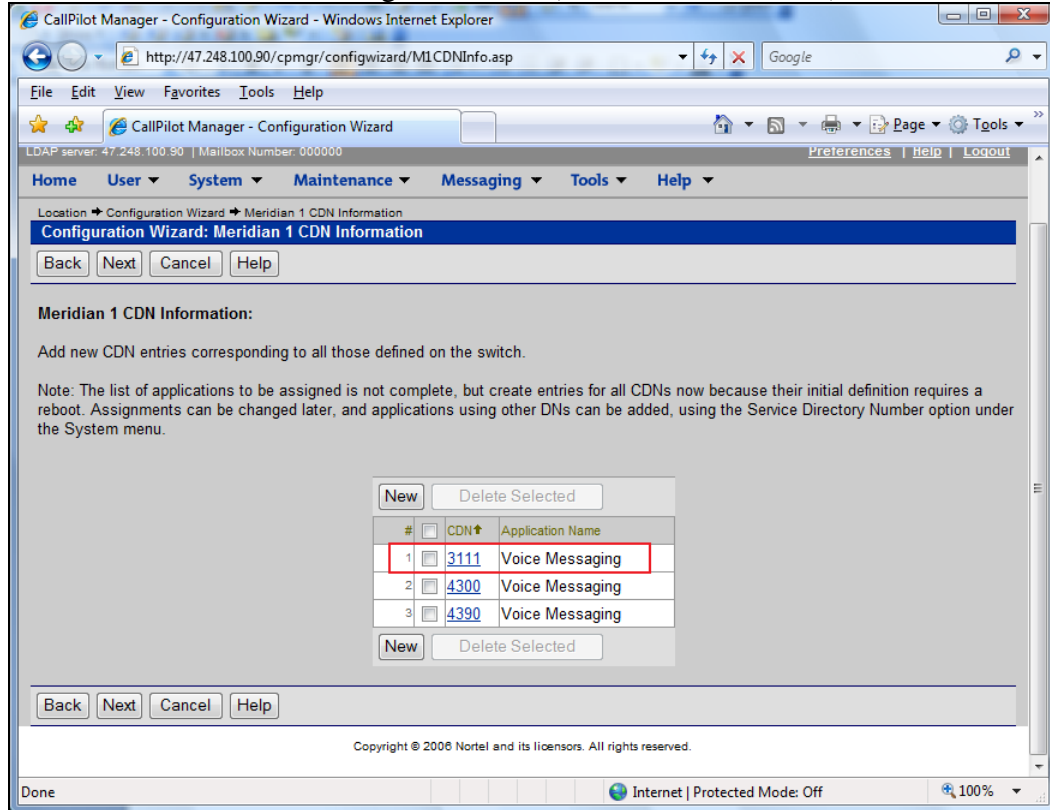 CallPilot Manager - Configuration Wizard - Windows Internet Explorer
http://47.248.100.90/cpmgr/configwizard/M1CDNInfo.asp
Google
File Edit View Favorites Tools Help
CallPilot Manager - Configuration Wizard
Page Tools
LDAP server: 47.248.100.90 | Mailbox Number: 000000 Preferences | Help | Logout
Home User System Maintenance Messaging Tools Help
Location Configuration Wizard Meridian 1 CDN Information
Configuration Wizard: Meridian 1 CDN Information
Back Next Cancel Help
Meridian 1 CDN Information:
Add new CDN entries corresponding to all those defined on the switch.
Note: The list of applications to be assigned is not complete, but create entries for all CDNs now because their initial definition requires a
reboot. Assignments can be changed later, and applications using other DNs can be added, using the Service Directory Number option under
the System menu.
New Delete Selected
# CDN Application Name
1 3111 Voice Messaging
2 4300 Voice Messaging
3 4390 Voice Messaging
New Delete Selected
Back Next Cancel Help
Copyright © 2006 Nortel and its licensors. All rights reserved.
Done Internet | Protected Mode: Off 100%